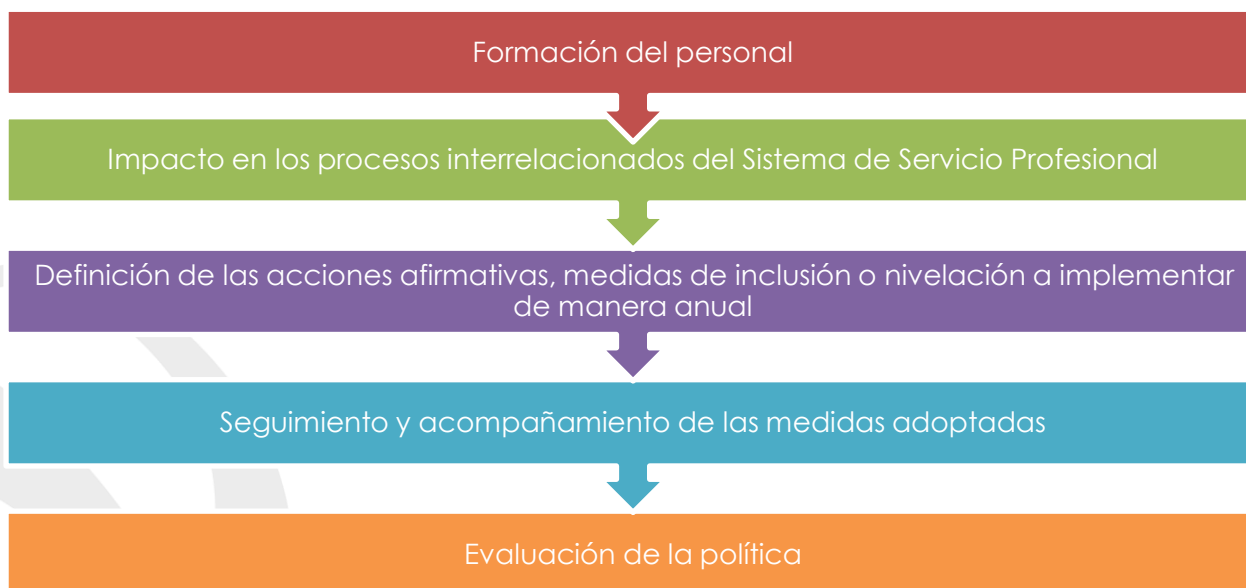 Formación del personal
Impacto en los procesos interrelacionados del Sistema de Servicio Profesional
Definición de las acciones afirmativas, medidas de inclusión o nivelación a implementar
de manera anual
Seguimiento y acompañamiento de las medidas adoptadas
Evaluación de la política